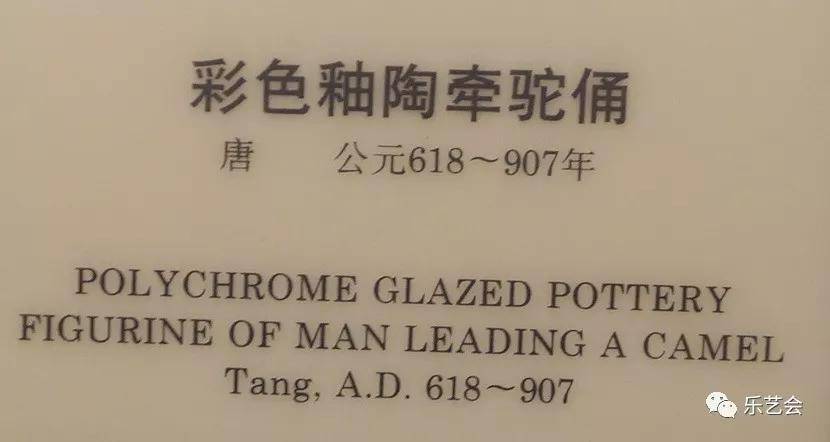 彩色釉陶牵驼俑
唐　　公元618～907年
POLYCHROME GLAZED POTTERY
FIGURINE OF MAN LEADING A CAMEL
Tang, A.D. 618～907
乐艺会